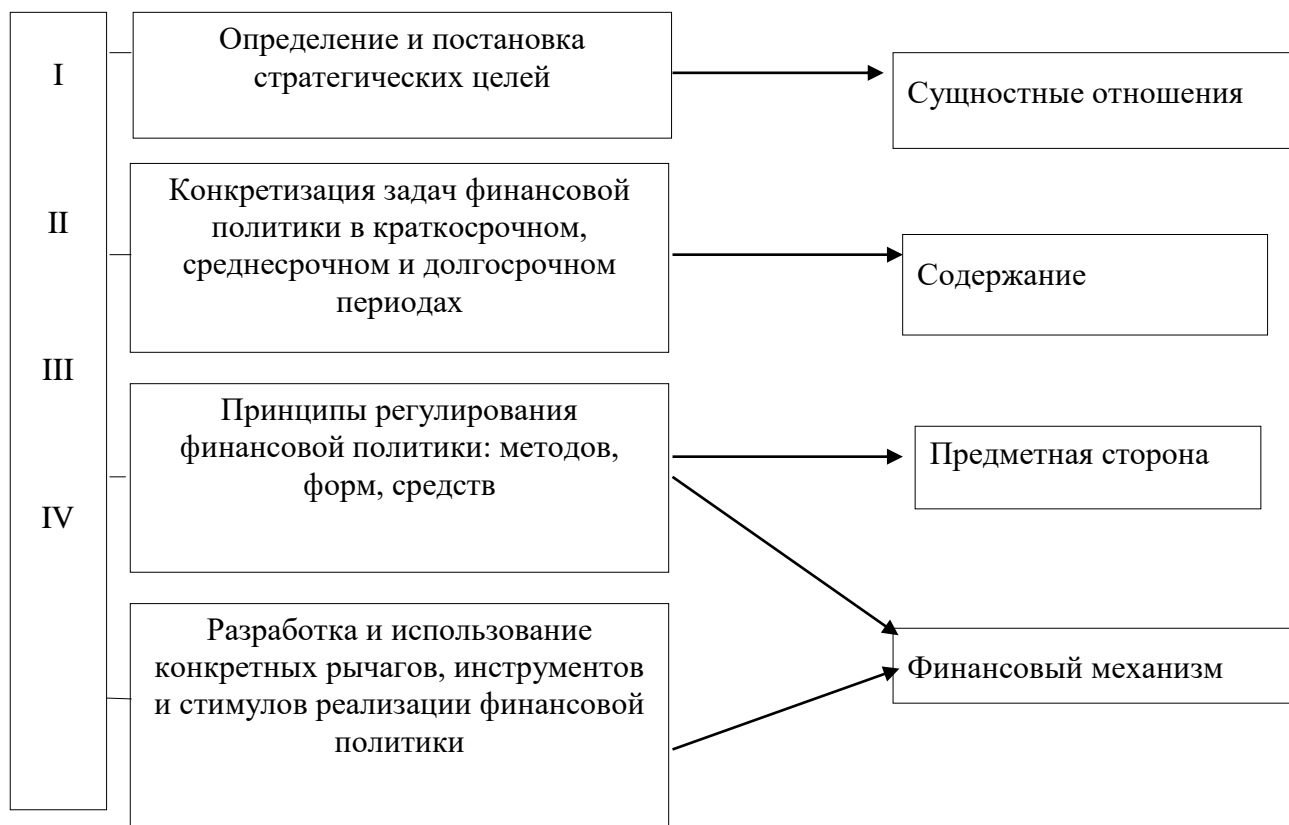 I
Определение и постановка
стратегических целей
Сущностные отношения
II
Конкретизация задач финансовой
политики в краткосрочном,
среднесрочном и долгосрочном
периодах
Содержание
III
Принципы регулирования
финансовой политики: методов,
форм, средств
Предметная сторона
IV
Разработка и использование
конкретных рычагов, инструментов
и стимулов реализации финансовой
политики
Финансовый механизм